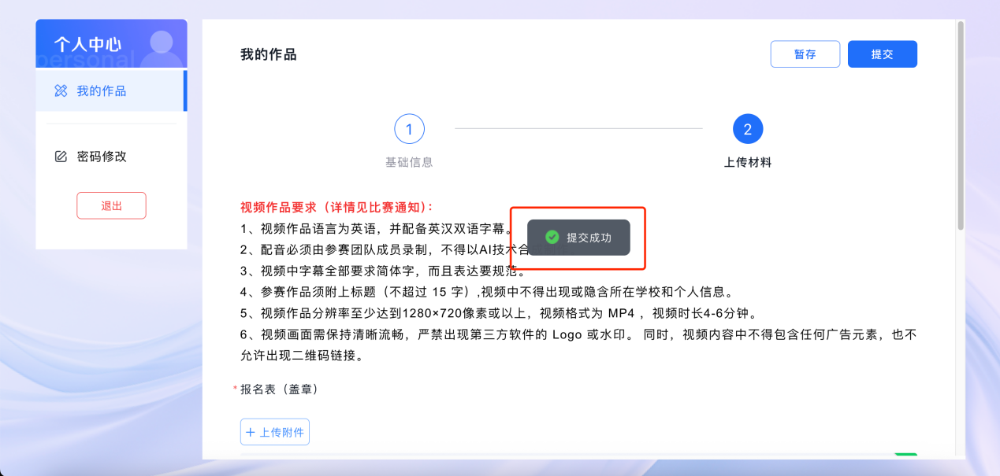 个人中心
personal
我的作品
密码修改
退出
我的作品
暂存
提交
1
2
基础信息
上传材料
视频作品要求（详情见比赛通知）：
1、视频作品语言为英语，并配备英汉双语字幕。
提交成功
2、配音必须由参赛团队成员录制，不得以AI技术合
3、视频中字幕全部要求简体字，而且表达要规范。
4、参赛作品须附上标题（不超过 15 字）,视频中不得出现或隐含所在学校和个人信息。
5、视频作品分辨率至少达到1280×720像素或以上，视频格式为 MP4 ，视频时长4-6分钟。
6、视频画面需保持清晰流畅，严禁出现第三方软件的 Logo 或水印。 同时，视频内容中不得包含任何广告元素，也不
允许出现二维码链接。
*报名表（盖章）
+ 上传附件